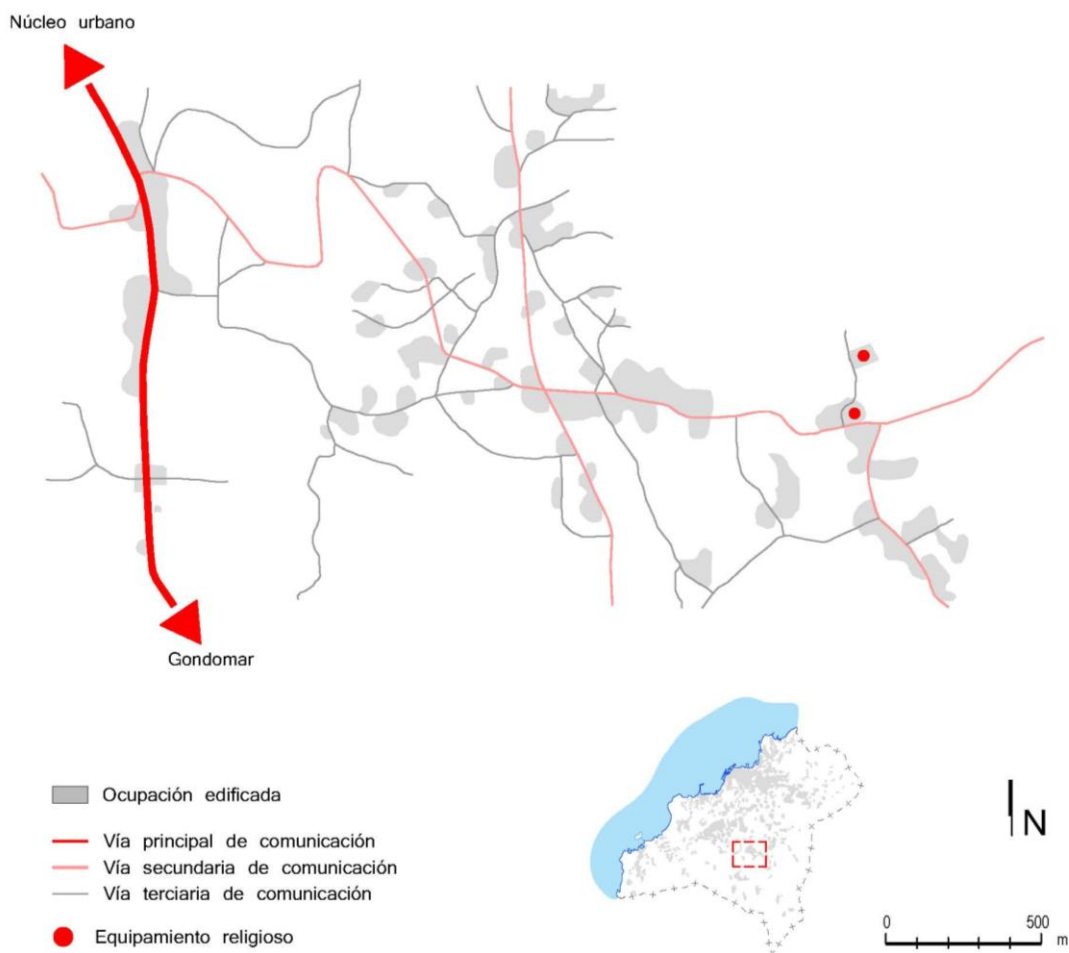 Núcleo urbano
Gondomar
Ocupación edificada
Vía principal de comunicación
Vía secundaria de comunicación
Vía terciaria de comunicación
Equipamiento religioso
N
0 500
m